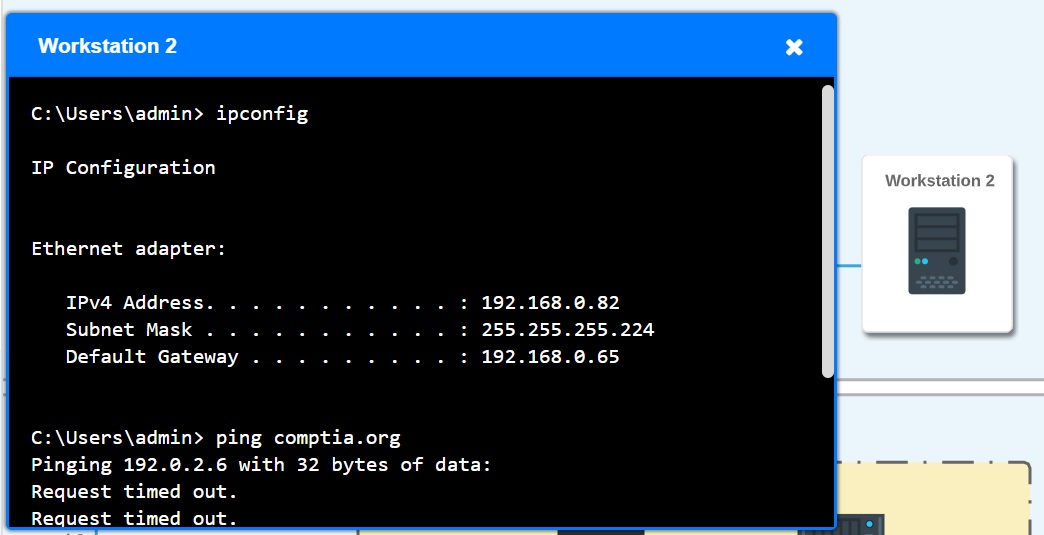 Workstation 2
C:\Users\admin> ipconfig
IP Configuration
Ethernet adapter:
IPv4 Address. . . . . . . . . . . : 192.168.0.82
Subnet Mask . . . . . . . . . . . : 255.255.255.224
Default Gateway . . . . . . . . . : 192.168.0.65
C:\Users\admin> ping comptia.org
Pinging 192.0.2.6 with 32 bytes of data:
Request timed out.
Request timed out.
Workstation 2